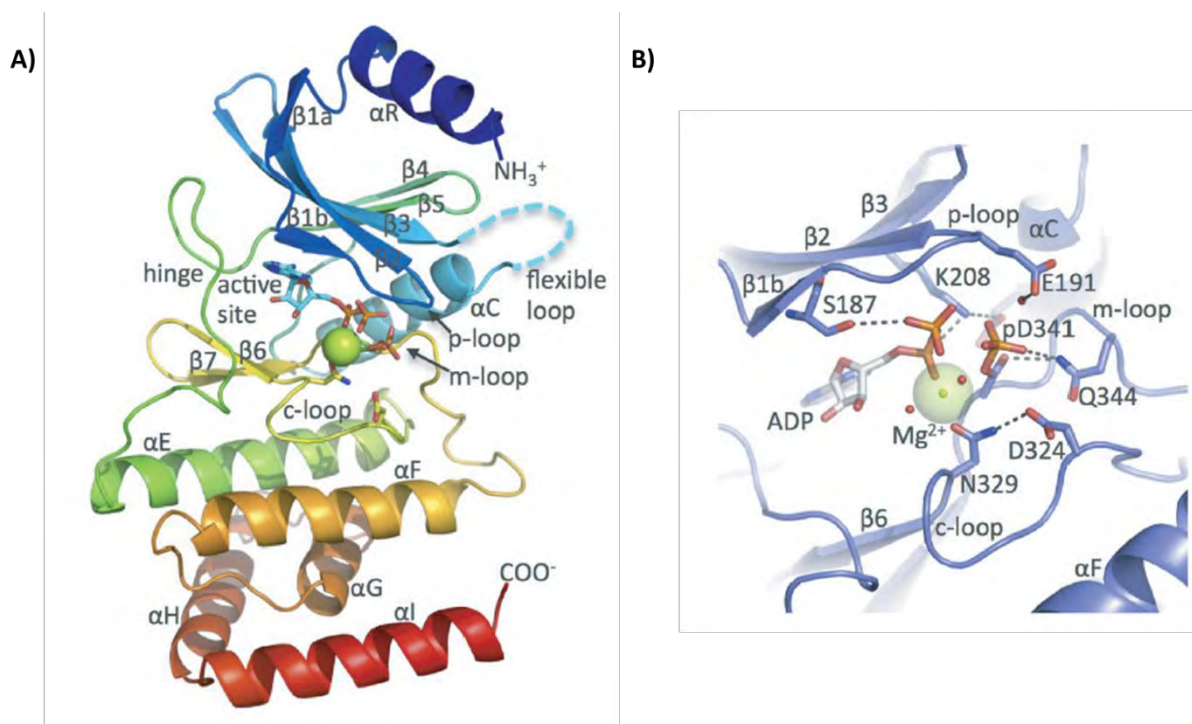 A)
β1a
αR
NH₃⁺
β4
β5
β1b
β3
β2
hinge
active
site
flexible
loop
αC
p-loop
β7
β6
m-loop
c-loop
αE
αF
αG
αH
αI
COO⁻
B)
β3
p-loop
αC
β2
β1b
K208
E191
S187
m-loop
pD341
Q344
ADP
Mg²⁺
D324
N329
β6
c-loop
αF